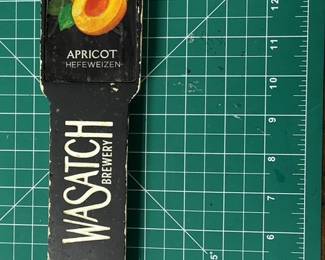 APRICOT
HEFEWEIZEN
WASATCH
BREWERY
12
11
10
9
8
7
6
5"